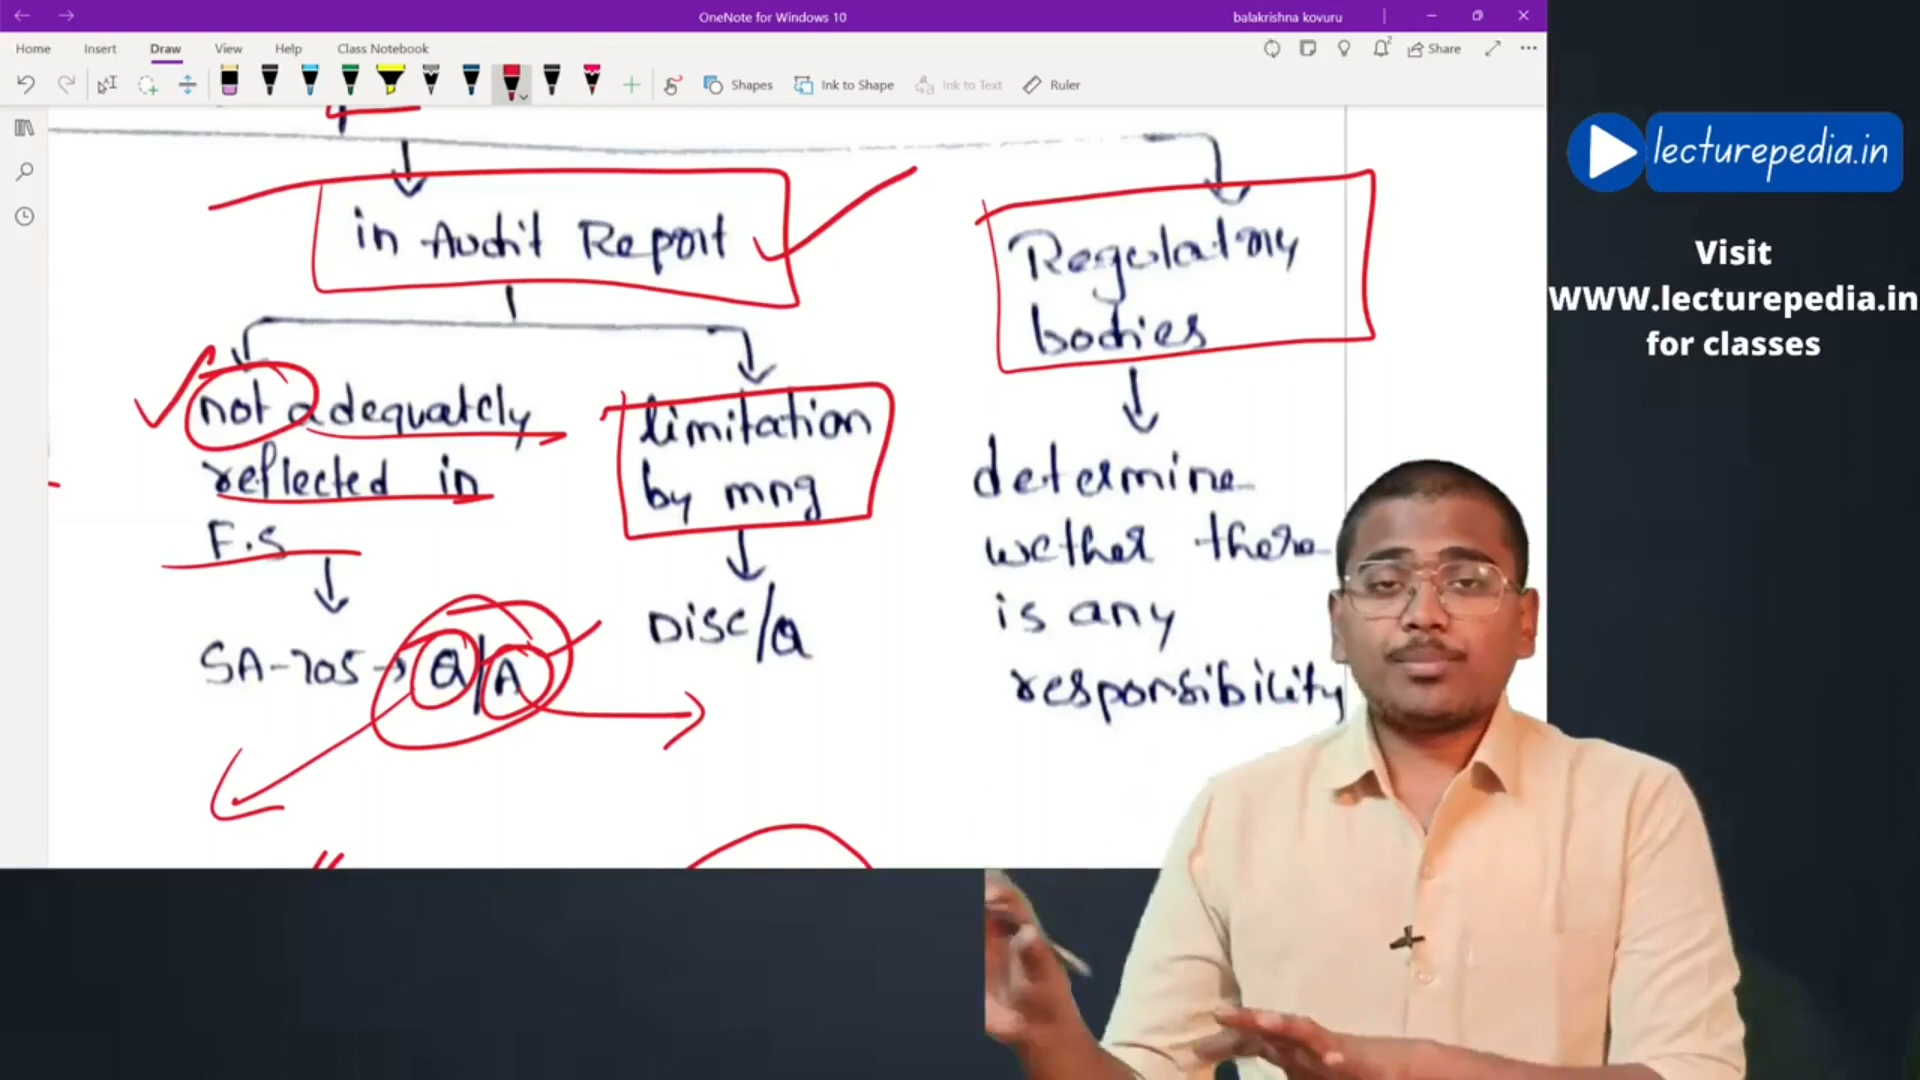 OneNote for Windows 10
balakrishna kovuru
Home Insert Draw View Help Class Notebook
Share
Shapes Ink to Shape Ink to Text Ruler
in Audit Report
Regulatory
bodies
not adequately
reflected in
F.S
limitation
by mng
determine
wether there
is any
responsibility
SA-705 → Q/A
DISC/Q
lecturepedia.in
Visit
WWW.lecturepedia.in
for classes